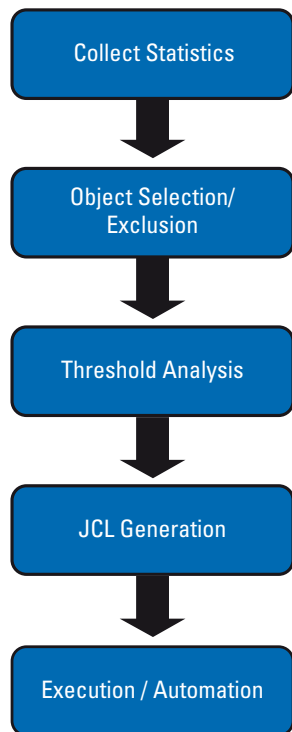 Collect Statistics
Object Selection/
Exclusion
Threshold Analysis
JCL Generation
Execution / Automation